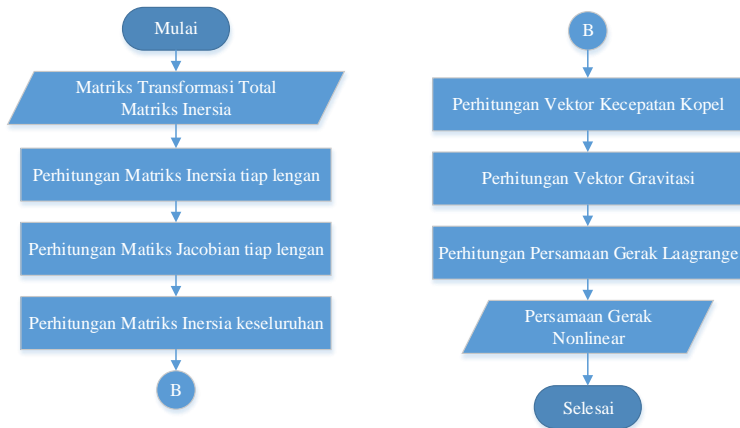 Mulai
Matriks Transformasi Total
Matriks Inersia
Perhitungan Matriks Inersia tiap lengan
Perhitungan Matiks Jacobian tiap lengan
Perhitungan Matriks Inersia keseluruhan
B
B
Perhitungan Vektor Kecepatan Kopel
Perhitungan Vektor Gravitasi
Perhitungan Persamaan Gerak Laagrange
Persamaan Gerak
Nonlinear
Selesai